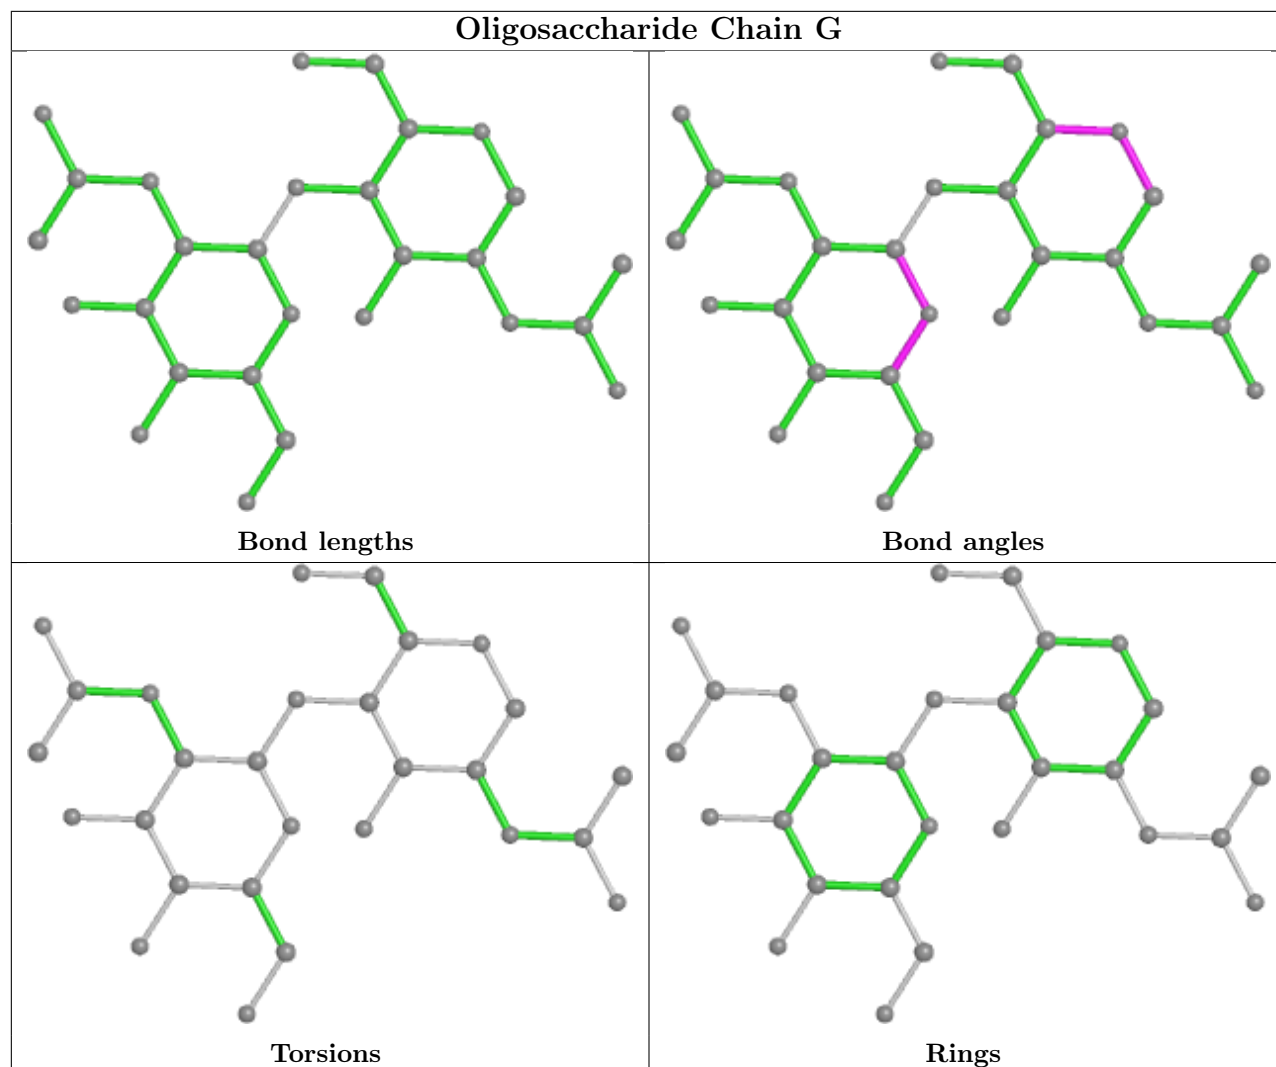 Oligosaccharide Chain G
Bond lengths
Bond angles
Torsions
Rings